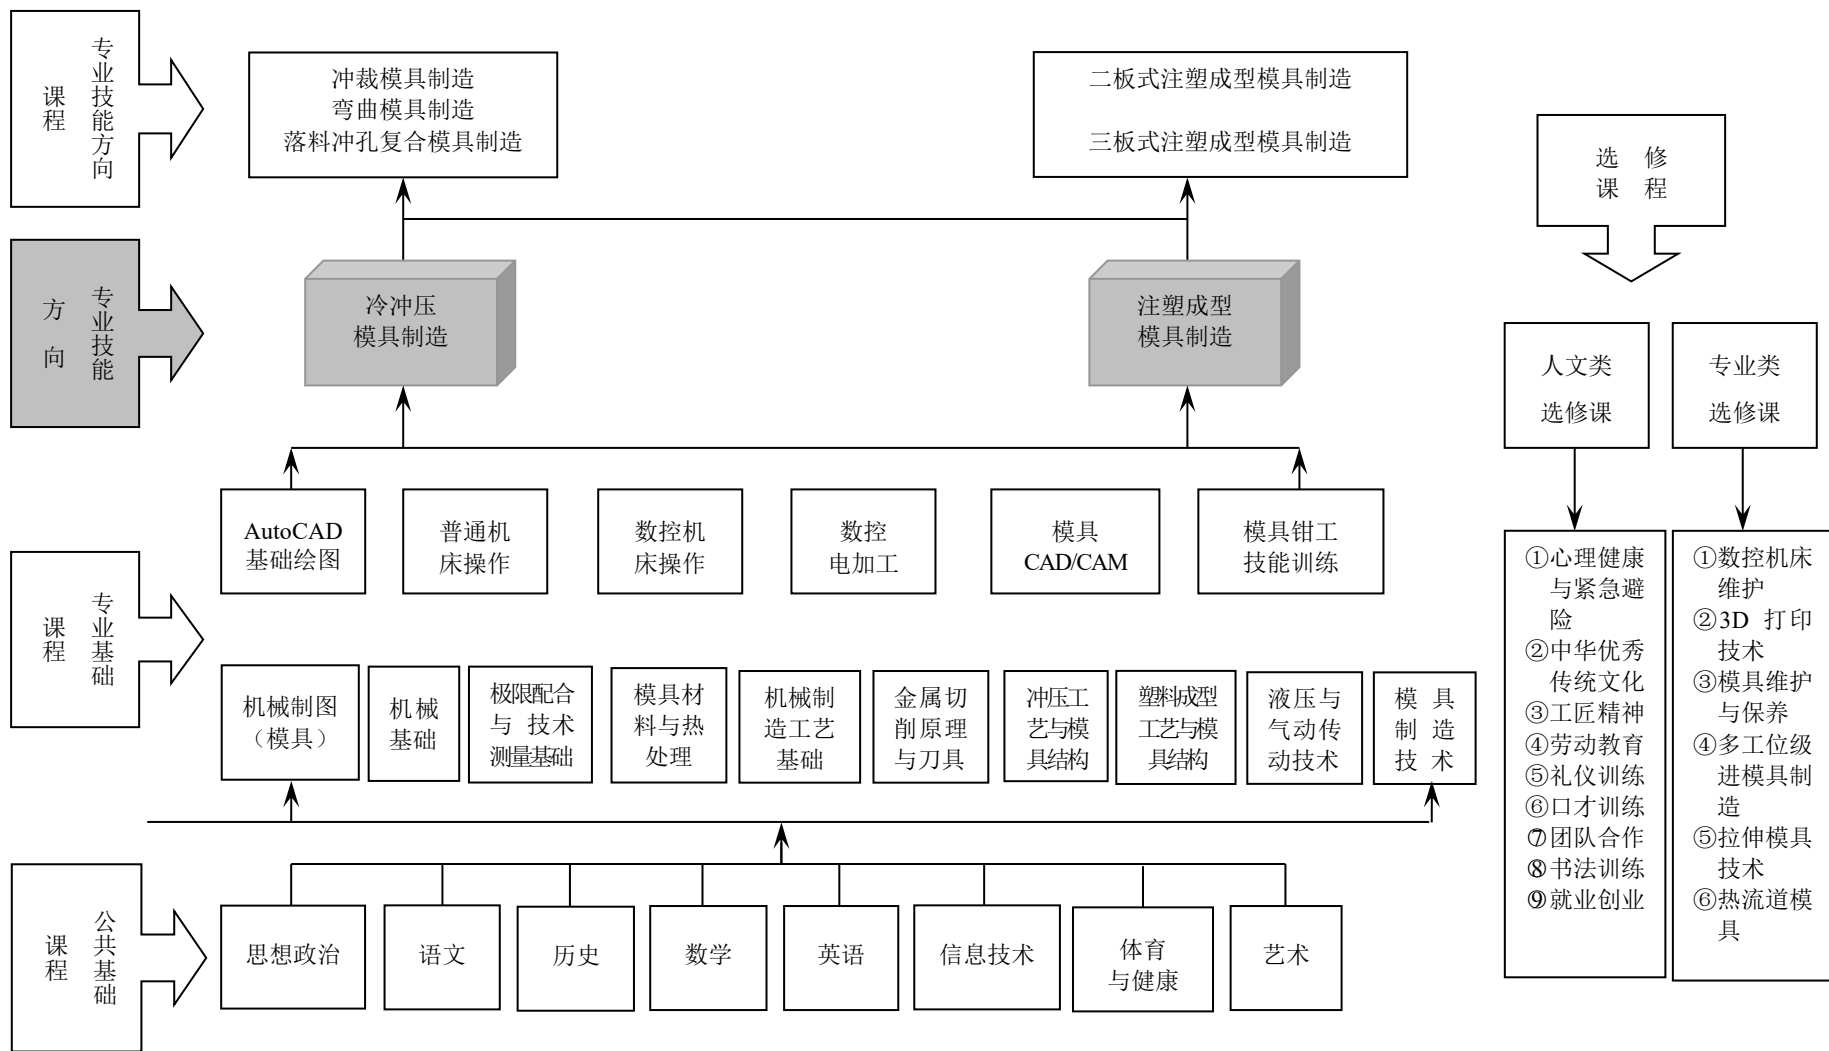 专业技能方向
课程
冲裁模具制造
弯曲模具制造
落料冲孔复合模具制造
二板式注塑成型模具制造
三板式注塑成型模具制造
选 修
课 程
专业技能
方 向
冷冲压
模具制造
注塑成型
模具制造
人文类
选修课
专业类
选修课
专业基础
课程
AutoCAD
基础绘图
普通机
床操作
数控机
床操作
数控
电加工
模具
CAD/CAM
模具钳工
技能训练
机械制图
（模具）
机械
基础
极限配合
与 技术
测量基础
模具材
料与热
处理
机械制
造工艺
基础
金属切
削原理
与刀具
冲压工
艺与模
具结构
塑料成型
工艺与模
具结构
液压与
气动传
动技术
模 具
制 造
技 术
①心理健康
与紧急避
险
②中华优秀
传统文化
③工匠精神
④劳动教育
⑤礼仪训练
⑥口才训练
⑦团队合作
⑧书法训练
⑨就业创业
①数控机床
维护
②3D 打印
技术
③模具维护
与保养
④多工位级
进模具制
造
⑤拉伸模具
技术
⑥热流道模
具
公共基础
课程
思想政治
语文
历史
数学
英语
信息技术
体育
与健康
艺术